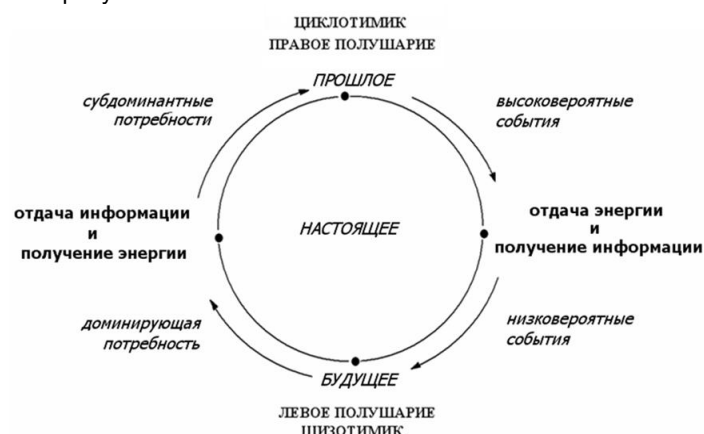 ЦИКЛОТИМИК
ПРАВОЕ ПОЛУШАРИЕ
ПРОШЛОЕ
субдоминантные
потребности
высоковероятные
события
отдача информации
и
получение энергии
НАСТОЯЩЕЕ
отдача энергии
и
получение информации
доминирующая
потребность
низковероятные
события
БУДУЩЕЕ
ЛЕВОЕ ПОЛУШАРИЕ
ШИЗОТИМИК